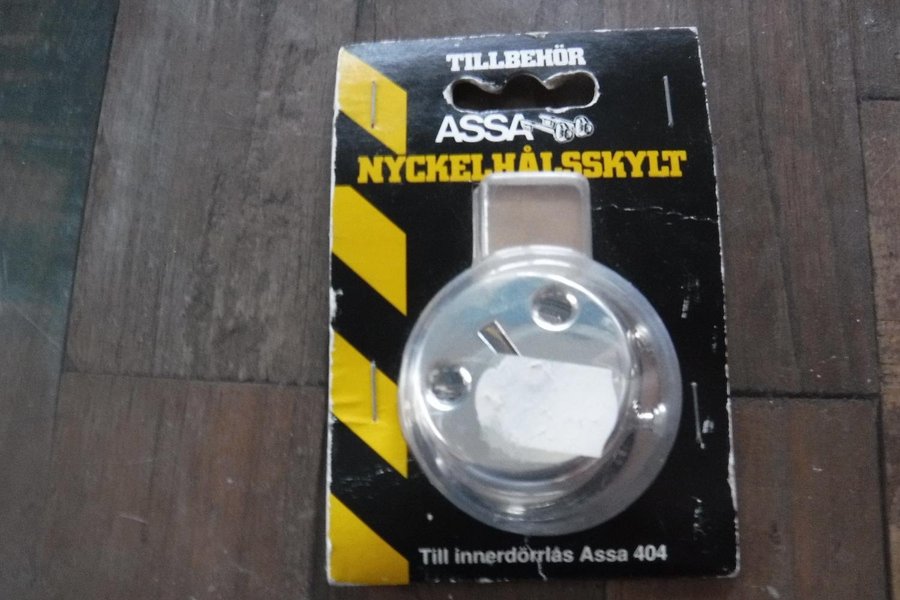 TILLBEHÖR
ASSA
NYCKELHÅLSSKYLT
Till innerdörrlås Assa 404